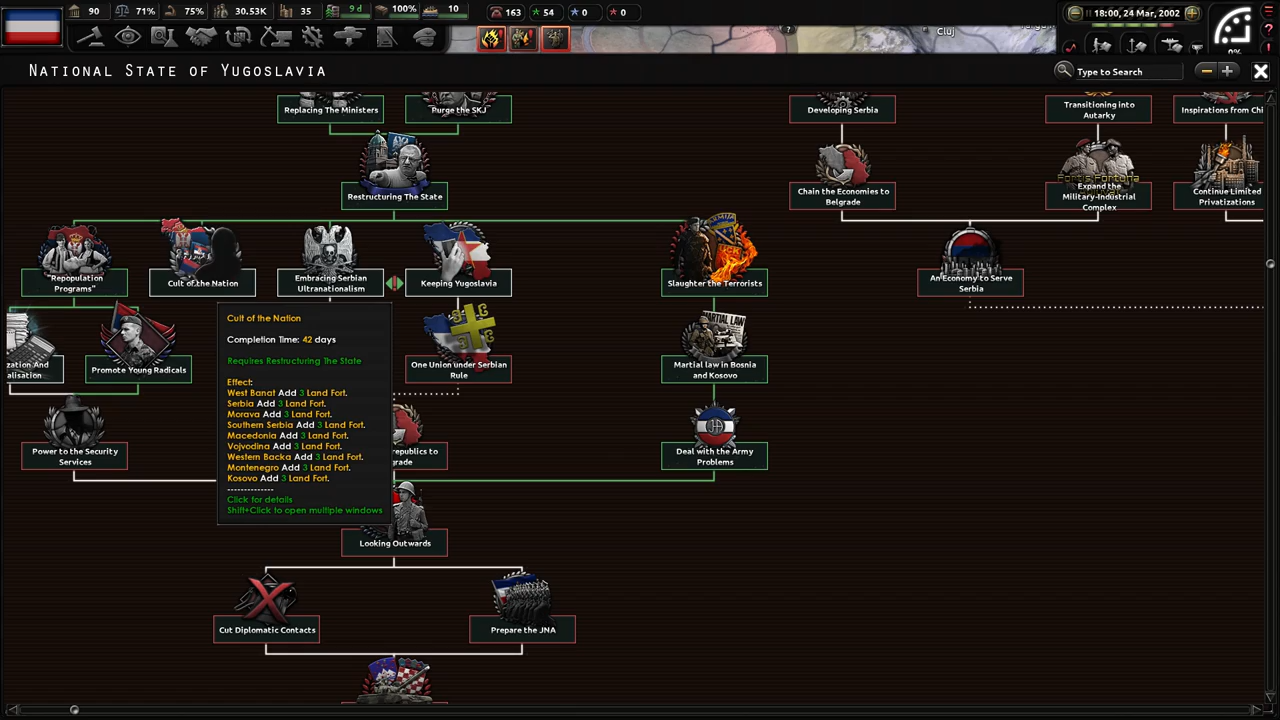 90
71%
75%
30.53K
35
9 d
100%
10
163
54
0
0
18:00, 24 Mar, 2002
0%
Cluj
National State of Yugoslavia
Type to Search
Replacing The Ministers
Purge the SKJ
Developing Serbia
Transitioning into
Autarky
Inspirations from Chi
Restructuring The State
Chain the Economies to
Belgrade
Fortis Fortuna
Expand the
Military-Industrial
Complex
Continue Limited
Privatizations
"Repopulation
Programs"
Cult of the Nation
Embracing Serbian
Ultranationalism
Keeping Yugoslavia
Slaughter the Terrorists
An Economy to Serve
Serbia
zation And
alisation
Promote Young Radicals
One Union under Serbian
Rule
Martial law in Bosnia
and Kosovo
Power to the Security
Services
republics to
grade
Deal with the Army
Problems
Cult of the Nation
Completion Time: 42 days
Requires Restructuring The State
Effect:
West Banat Add 3 Land Fort.
Serbia Add 3 Land Fort.
Morava Add 3 Land Fort.
Southern Serbia Add 3 Land Fort.
Macedonia Add 3 Land Fort.
Vojvodina Add 3 Land Fort.
Western Backa Add 3 Land Fort.
Montenegro Add 3 Land Fort.
Kosovo Add 3 Land Fort.
--------------
Click for details
Shift+Click to open multiple windows
Looking Outwards
Cut Diplomatic Contacts
Prepare the JNA